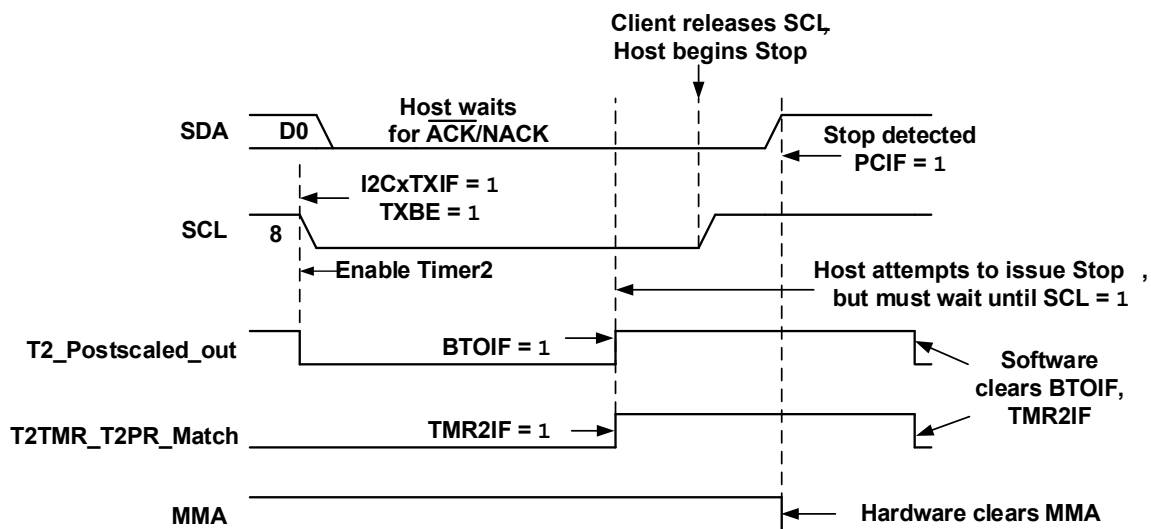 Client releases SCL,
Host begins Stop
SDA
D0
Host waits
for ACK/NACK
Stop detected
PCIF = 1
I2CxTXIF = 1
TXBE = 1
SCL
8
Enable Timer2
Host attempts to issue Stop ,
but must wait until SCL = 1
T2_Postscaled_out
BTOIF = 1
Software
clears BTOIF,
TMR2IF
T2TMR_T2PR_Match
TMR2IF = 1
MMA
Hardware clears MMA